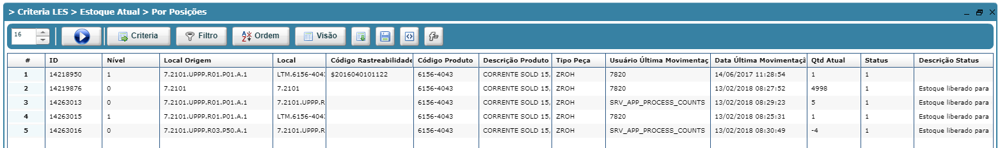 > Criteria LES > Estoque Atual > Por Posições
16 Criteria Filtro Ordem Visão
# ID Nível Local Origem Local Código Rastreabilidade Código Produto Descrição Produto Tipo Peça Usuário Última Movimentaç Data Última Movimentaçã Qtd Atual Status Descrição Status
1 14218950 1 7.2101.UPPP.R01.P01.A.1 LTM.6156-4043 $2016040101122 6156-4043 CORRENTE SOLD 15, ZROH 7820 14/06/2017 11:28:54 1 1
2 14219876 0 7.2101 7.2101 6156-4043 CORRENTE SOLD 15, ZROH 7820 13/02/2018 08:27:52 4998 1 Estoque liberado para
3 14263013 0 7.2101.UPPP.R01.P01.A.1 7.2101.UPPP.R 6156-4043 CORRENTE SOLD 15, ZROH SRV_APP_PROCESS_COUNTS 13/02/2018 08:29:23 5 1 Estoque liberado para
4 14263015 1 7.2101.UPPP.R01.P01.A.1 LTM.6156-4043 6156-4043 CORRENTE SOLD 15, ZROH 7820 13/02/2018 08:25:31 1 1 Estoque liberado para
5 14263016 0 7.2101.UPPP.R03.P50.A.1 7.2101.UPPP.R 6156-4043 CORRENTE SOLD 15, ZROH SRV_APP_PROCESS_COUNTS 13/02/2018 08:30:49 -4 1 Estoque liberado para